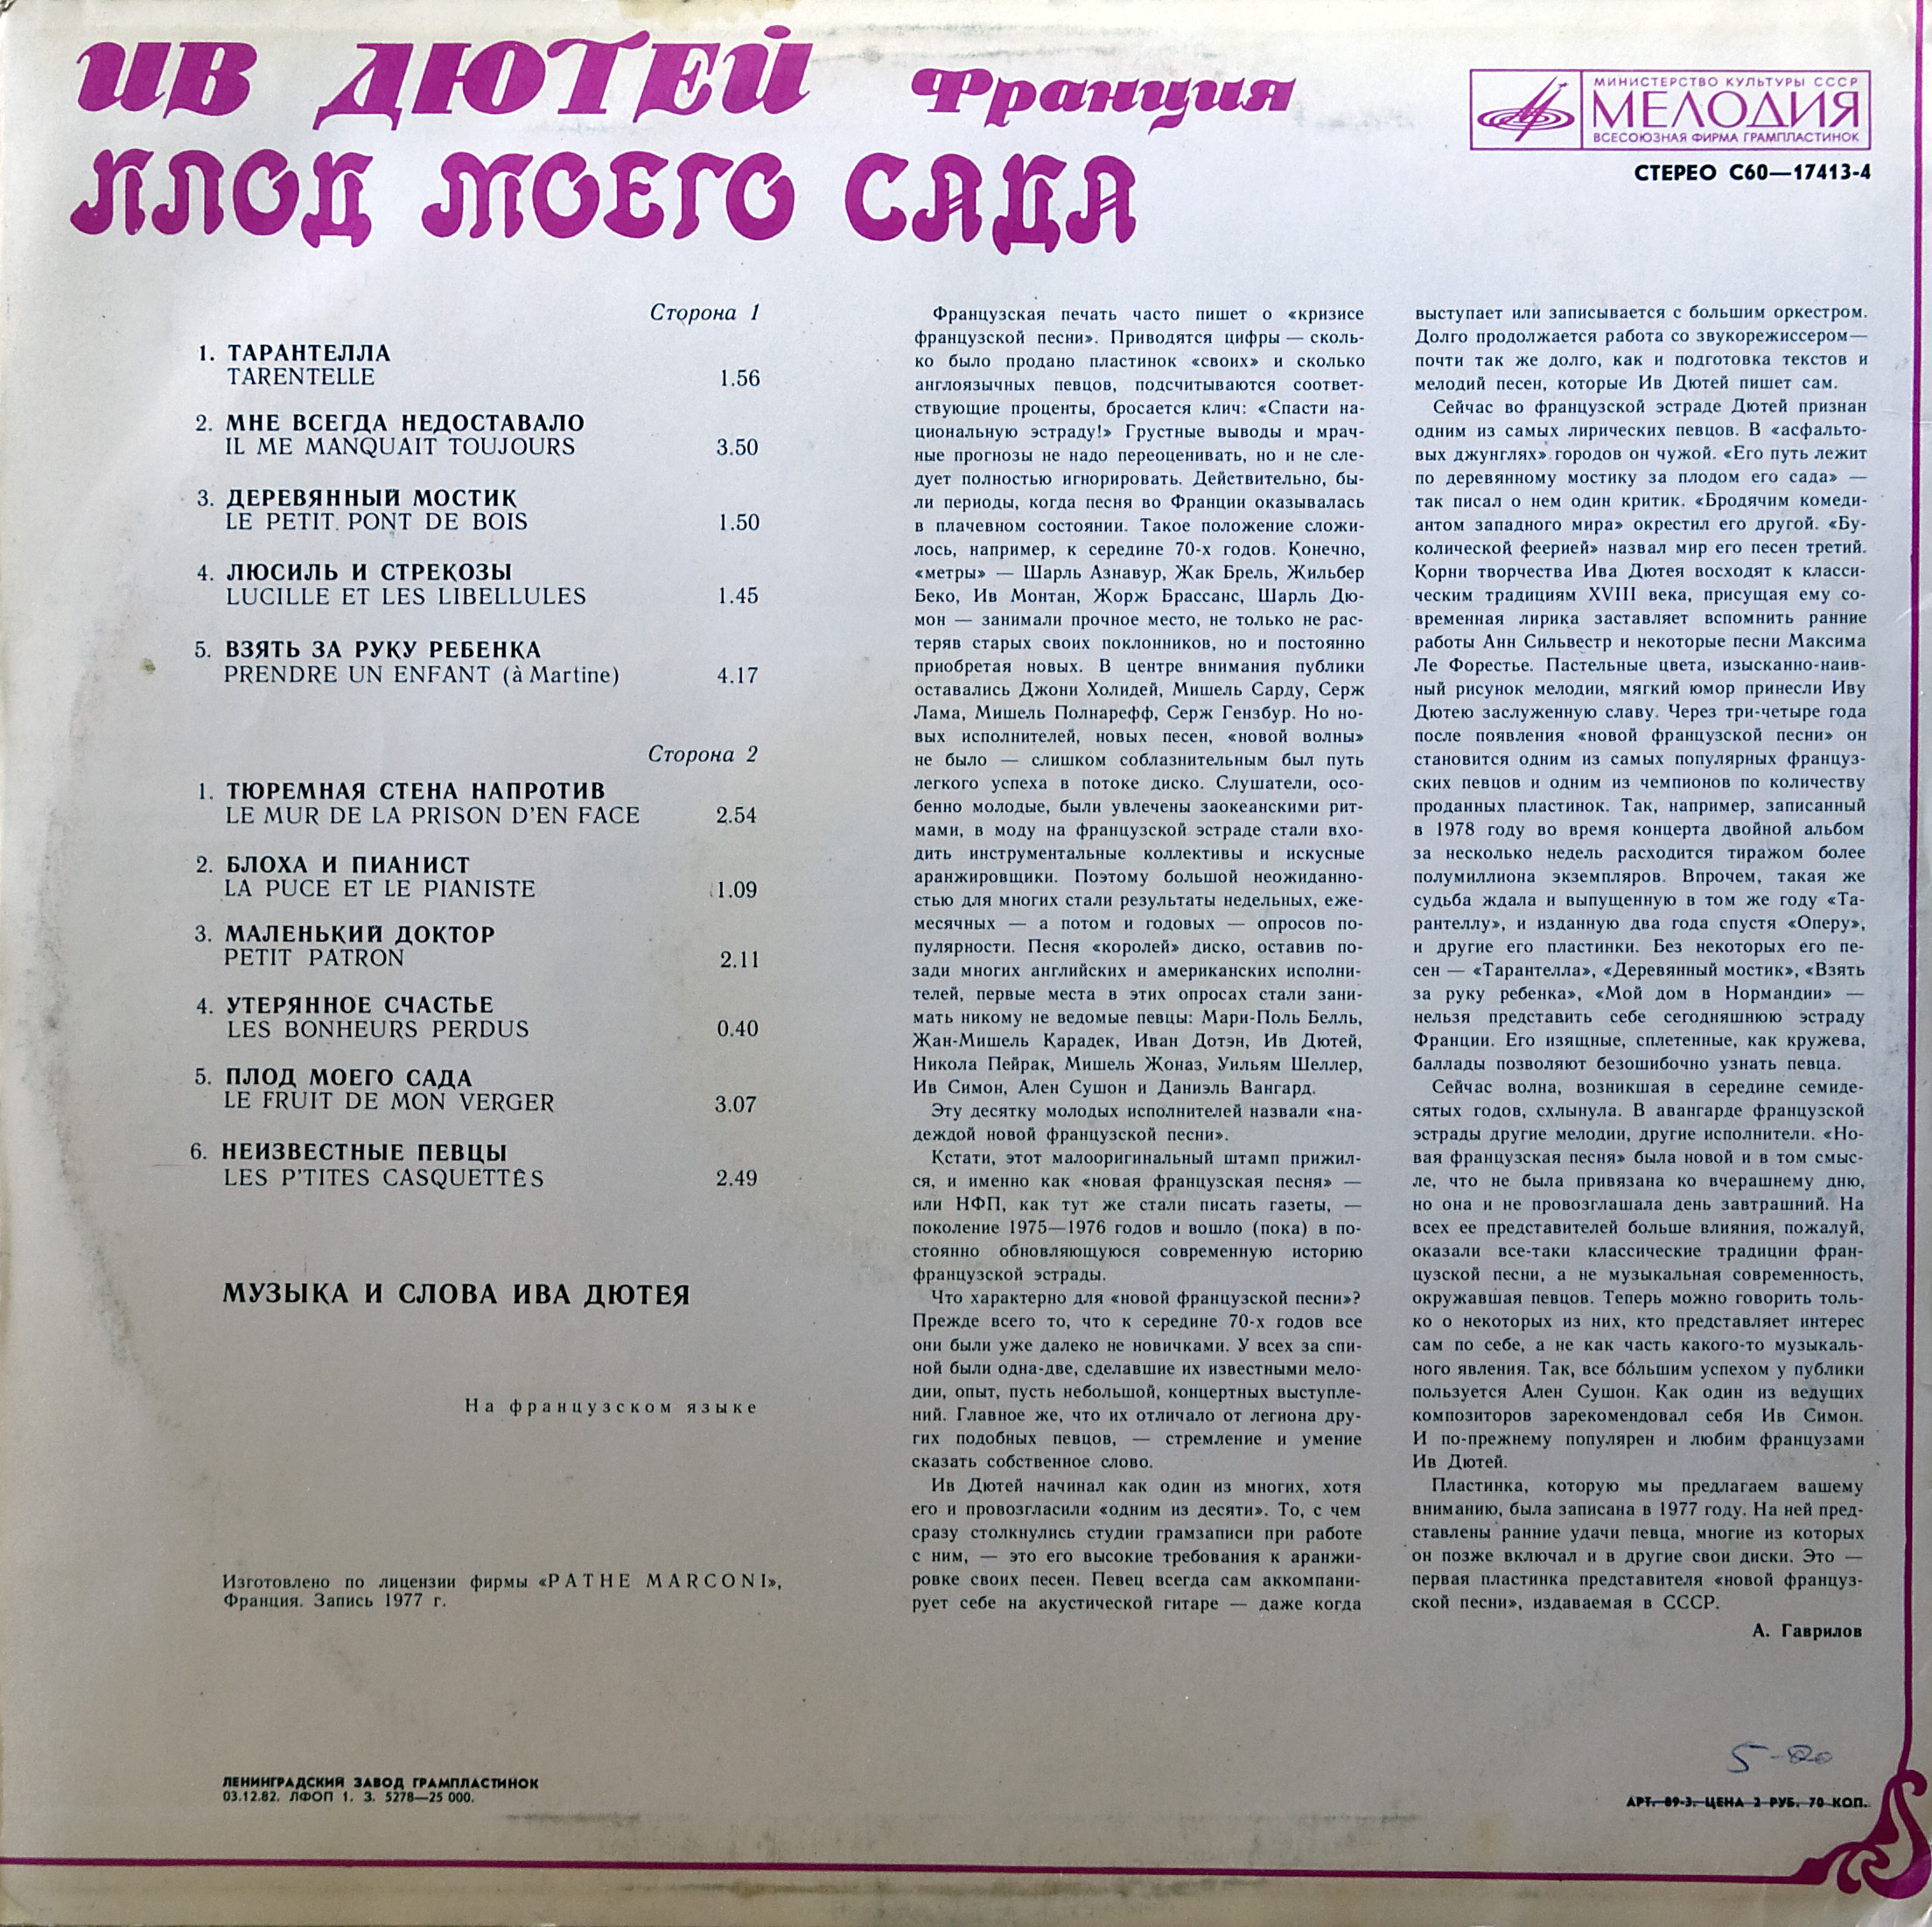 ИВ ДЮТЕЙ Франция
ПЛОД МОЕГО САДА
МИНИСТЕРСТВО КУЛЬТУРЫ СССР
МЕЛОДИЯ
ВСЕСОЮЗНАЯ ФИРМА ГРАМПЛАСТИНОК
СТЕРЕО С60—17413-4
Сторона 1
1. ТАРАНТЕЛЛА
TARENTELLE 1.56
2. МНЕ ВСЕГДА НЕДОСТАВАЛО
IL ME MANQUAIT TOUJOURS 3.50
3. ДЕРЕВЯННЫЙ МОСТИК
LE PETIT PONT DE BOIS 1.50
4. ЛЮСИЛЬ И СТРЕКОЗЫ
LUCILLE ET LES LIBELLULES 1.45
5. ВЗЯТЬ ЗА РУКУ РЕБЕНКА
PRENDRE UN ENFANT (à Martine) 4.17
Сторона 2
1. ТЮРЕМНАЯ СТЕНА НАПРОТИВ
LE MUR DE LA PRISON D'EN FACE 2.54
2. БЛОХА И ПИАНИСТ
LA PUCE ET LE PIANISTE 1.09
3. МАЛЕНЬКИЙ ДОКТОР
PETIT PATRON 2.11
4. УТЕРЯННОЕ СЧАСТЬЕ
LES BONHEURS PERDUS 0.40
5. ПЛОД МОЕГО САДА
LE FRUIT DE MON VERGER 3.07
6. НЕИЗВЕСТНЫЕ ПЕВЦЫ
LES P'TITES CASQUETTÊS 2.49
МУЗЫКА И СЛОВА ИВА ДЮТЕЯ
На французском языке
Изготовлено по лицензии фирмы «PATHE MARCONI»,
Франция. Запись 1977 г.
ЛЕНИНГРАДСКИЙ ЗАВОД ГРАМПЛАСТИНОК
03.12.82. ЛФОП 1. З. 5278—25 000.
Французская печать часто пишет о «кризисе
французской песни». Приводятся цифры — сколь-
ко было продано пластинок «своих» и сколько
англоязычных певцов, подсчитываются соответ-
ствующие проценты, бросается клич: «Спасти на-
циональную эстраду!» Грустные выводы и мрач-
ные прогнозы не надо переоценивать, но и не сле-
дует полностью игнорировать. Действительно, бы-
ли периоды, когда песня во Франции оказывалась
в плачевном состоянии. Такое положение сложи-
лось, например, к середине 70-х годов. Конечно,
«метры» — Шарль Азнавур, Жак Брель, Жильбер
Беко, Ив Монтан, Жорж Брассанс, Шарль Дю-
мон — занимали прочное место, не только не рас-
теряв старых своих поклонников, но и постоянно
приобретая новых. В центре внимания публики
оставались Джони Холидей, Мишель Сарду, Серж
Лама, Мишель Полнарефф, Серж Гензбур. Но но-
вых исполнителей, новых песен, «новой волны»
не было — слишком соблазнительным был путь
легкого успеха в потоке диско. Слушатели, осо-
бенно молодые, были увлечены заокеанскими рит-
мами, в моду на французской эстраде стали вхо-
дить инструментальные коллективы и искусные
аранжировщики. Поэтому большой неожиданно-
стью для многих стали результаты недельных, еже-
месячных — а потом и годовых — опросов по-
пулярности. Песня «королей» диско, оставив по-
зади многих английских и американских исполни-
телей, первые места в этих опросах стали зани-
мать никому не ведомые певцы: Мари-Поль Белль,
Жан-Мишель Карадек, Иван Дотэн, Ив Дютей,
Никола Пейрак, Мишель Жоназ, Уильям Шеллер,
Ив Симон, Ален Сушон и Даниэль Вангард.
Эту десятку молодых исполнителей назвали «на-
деждой новой французской песни».
Кстати, этот малооригинальный штамп прижил-
ся, и именно как «новая французская песня» —
или НФП, как тут же стали писать газеты, —
поколение 1975—1976 годов и вошло (пока) в по-
стоянно обновляющуюся современную историю
французской эстрады.
Что характерно для «новой французской песни»?
Прежде всего то, что к середине 70-х годов все
они были уже далеко не новичками. У всех за спи-
ной были одна-две, сделавшие их известными мело-
дии, опыт, пусть небольшой, концертных выступле-
ний. Главное же, что их отличало от легиона дру-
гих подобных певцов, — стремление и умение
сказать собственное слово.
Ив Дютей начинал как один из многих, хотя
его и провозгласили «одним из десяти». То, с чем
сразу столкнулись студии грамзаписи при работе
с ним, — это его высокие требования к аранжи-
ровке своих песен. Певец всегда сам аккомпани-
рует себе на акустической гитаре — даже когда
выступает или записывается с большим оркестром.
Долго продолжается работа со звукорежиссером—
почти так же долго, как и подготовка текстов и
мелодий песен, которые Ив Дютей пишет сам.
Сейчас во французской эстраде Дютей признан
одним из самых лирических певцов. В «асфальто-
вых джунглях» городов он чужой. «Его путь лежит
по деревянному мостику за плодом его сада» —
так писал о нем один критик. «Бродячим комеди-
антом западного мира» окрестил его другой. «Бу-
колической феерией» назвал мир его песен третий.
Корни творчества Ива Дютея восходят к класси-
ческим традициям XVIII века, присущая ему со-
временная лирика заставляет вспомнить ранние
работы Анн Сильвестр и некоторые песни Максима
Ле Форестье. Пастельные цвета, изысканно-наив-
ный рисунок мелодии, мягкий юмор принесли Иву
Дютею заслуженную славу. Через три-четыре года
после появления «новой французской песни» он
становится одним из самых популярных француз-
ских певцов и одним из чемпионов по количеству
проданных пластинок. Так, например, записанный
в 1978 году во время концерта двойной альбом
за несколько недель расходится тиражом более
полумиллиона экземпляров. Впрочем, такая же
судьба ждала и выпущенную в том же году «Та-
рантеллу», и изданную два года спустя «Оперу»,
и другие его пластинки. Без некоторых его пе-
сен — «Тарантелла», «Деревянный мостик», «Взять
за руку ребенка», «Мой дом в Нормандии» —
нельзя представить себе сегодняшнюю эстраду
Франции. Его изящные, сплетенные, как кружева,
баллады позволяют безошибочно узнать певца.
Сейчас волна, возникшая в середине семиде-
сятых годов, схлынула. В авангарде французской
эстрады другие мелодии, другие исполнители. «Но-
вая французская песня» была новой и в том смыс-
ле, что не была привязана ко вчерашнему дню,
но она и не провозглашала день завтрашний. На
всех ее представителей больше влияния, пожалуй,
оказали все-таки классические традиции фран-
цузской песни, а не музыкальная современность,
окружавшая певцов. Теперь можно говорить толь-
ко о некоторых из них, кто представляет интерес
сам по себе, а не как часть какого-то музыкаль-
ного явления. Так, все бóльшим успехом у публики
пользуется Ален Сушон. Как один из ведущих
композиторов зарекомендовал себя Ив Симон.
И по-прежнему популярен и любим французами
Ив Дютей.
Пластинка, которую мы предлагаем вашему
вниманию, была записана в 1977 году. На ней пред-
ставлены ранние удачи певца, многие из которых
он позже включал и в другие свои диски. Это —
первая пластинка представителя «новой француз-
ской песни», издаваемая в СССР.
А. Гаврилов
5-80
АРТ. 89-3. ЦЕНА 2 РУБ. 70 КОП.